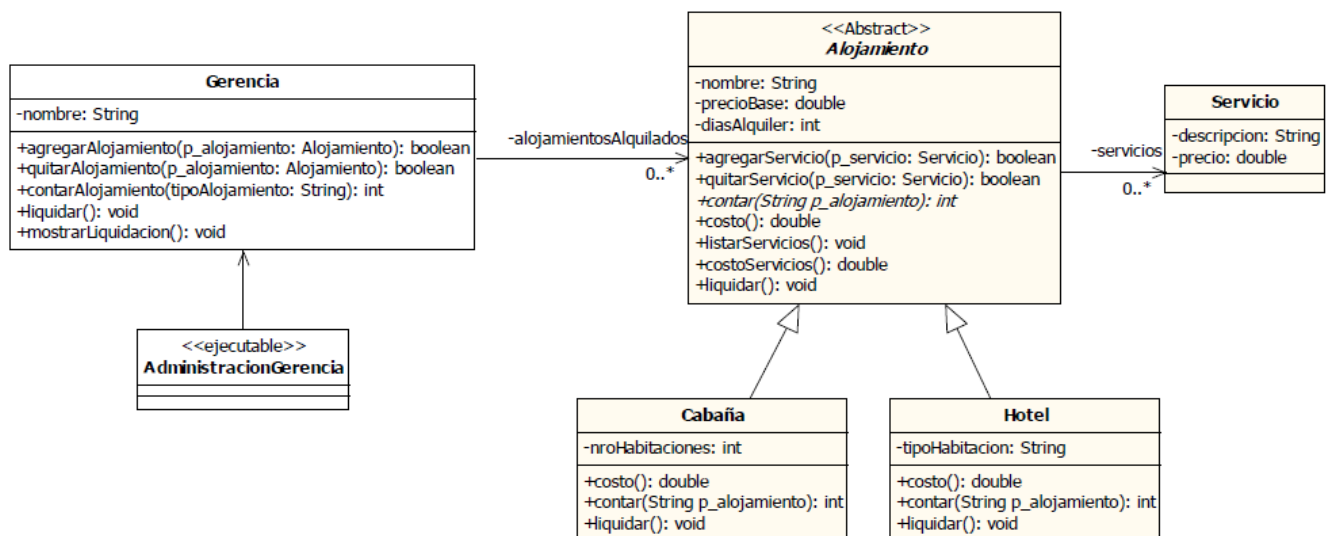 <<Abstract>>
Alojamiento
-nombre: String
-precioBase: double
-diasAlquiler: int
+agregarServicio(p_servicio: Servicio): boolean
+quitarServicio(p_servicio: Servicio): boolean
+contar(String p_alojamiento): int
+costo(): double
+listarServicios(): void
+costoServicios(): double
+liquidar(): void
Gerencia
-nombre: String
+agregarAlojamiento(p_alojamiento: Alojamiento): boolean
+quitarAlojamiento(p_alojamiento: Alojamiento): boolean
+contarAlojamiento(tipoAlojamiento: String): int
+liquidar(): void
+mostrarLiquidacion(): void
-alojamientosAlquilados
0..*
Servicio
-descripcion: String
-precio: double
-servicios
0..*
<<ejecutable>>
AdministracionGerencia
Cabaña
-nroHabitaciones: int
+costo(): double
+contar(String p_alojamiento): int
+liquidar(): void
Hotel
-tipoHabitacion: String
+costo(): double
+contar(String p_alojamiento): int
+liquidar(): void